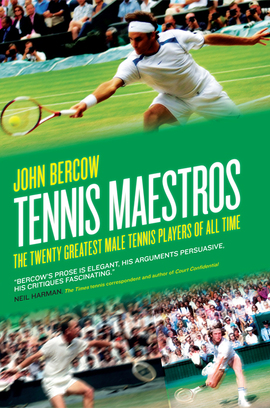 JOHN BERCOW
TENNIS MAESTROS
THE TWENTY GREATEST MALE TENNIS PLAYERS OF ALL TIME
"BERCOW'S PROSE IS ELEGANT, HIS ARGUMENTS PERSUASIVE,
HIS CRITIQUES FASCINATING."
NEIL HARMAN, The Times tennis correspondent and author of Court Confidential